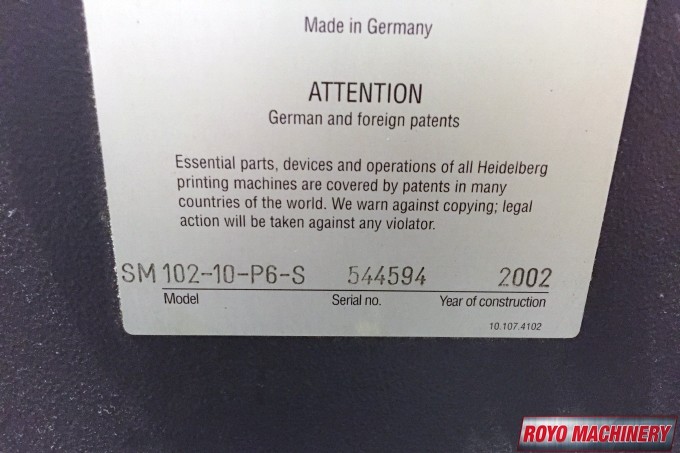 Made in Germany
ATTENTION
German and foreign patents
Essential parts, devices and operations of all Heidelberg
printing machines are covered by patents in many
countries of the world. We warn against copying; legal
action will be taken against any violator.
SM 102-10-P6-S 544594 2002
Model Serial no. Year of construction
10.107.4102
ROYO MACHINERY